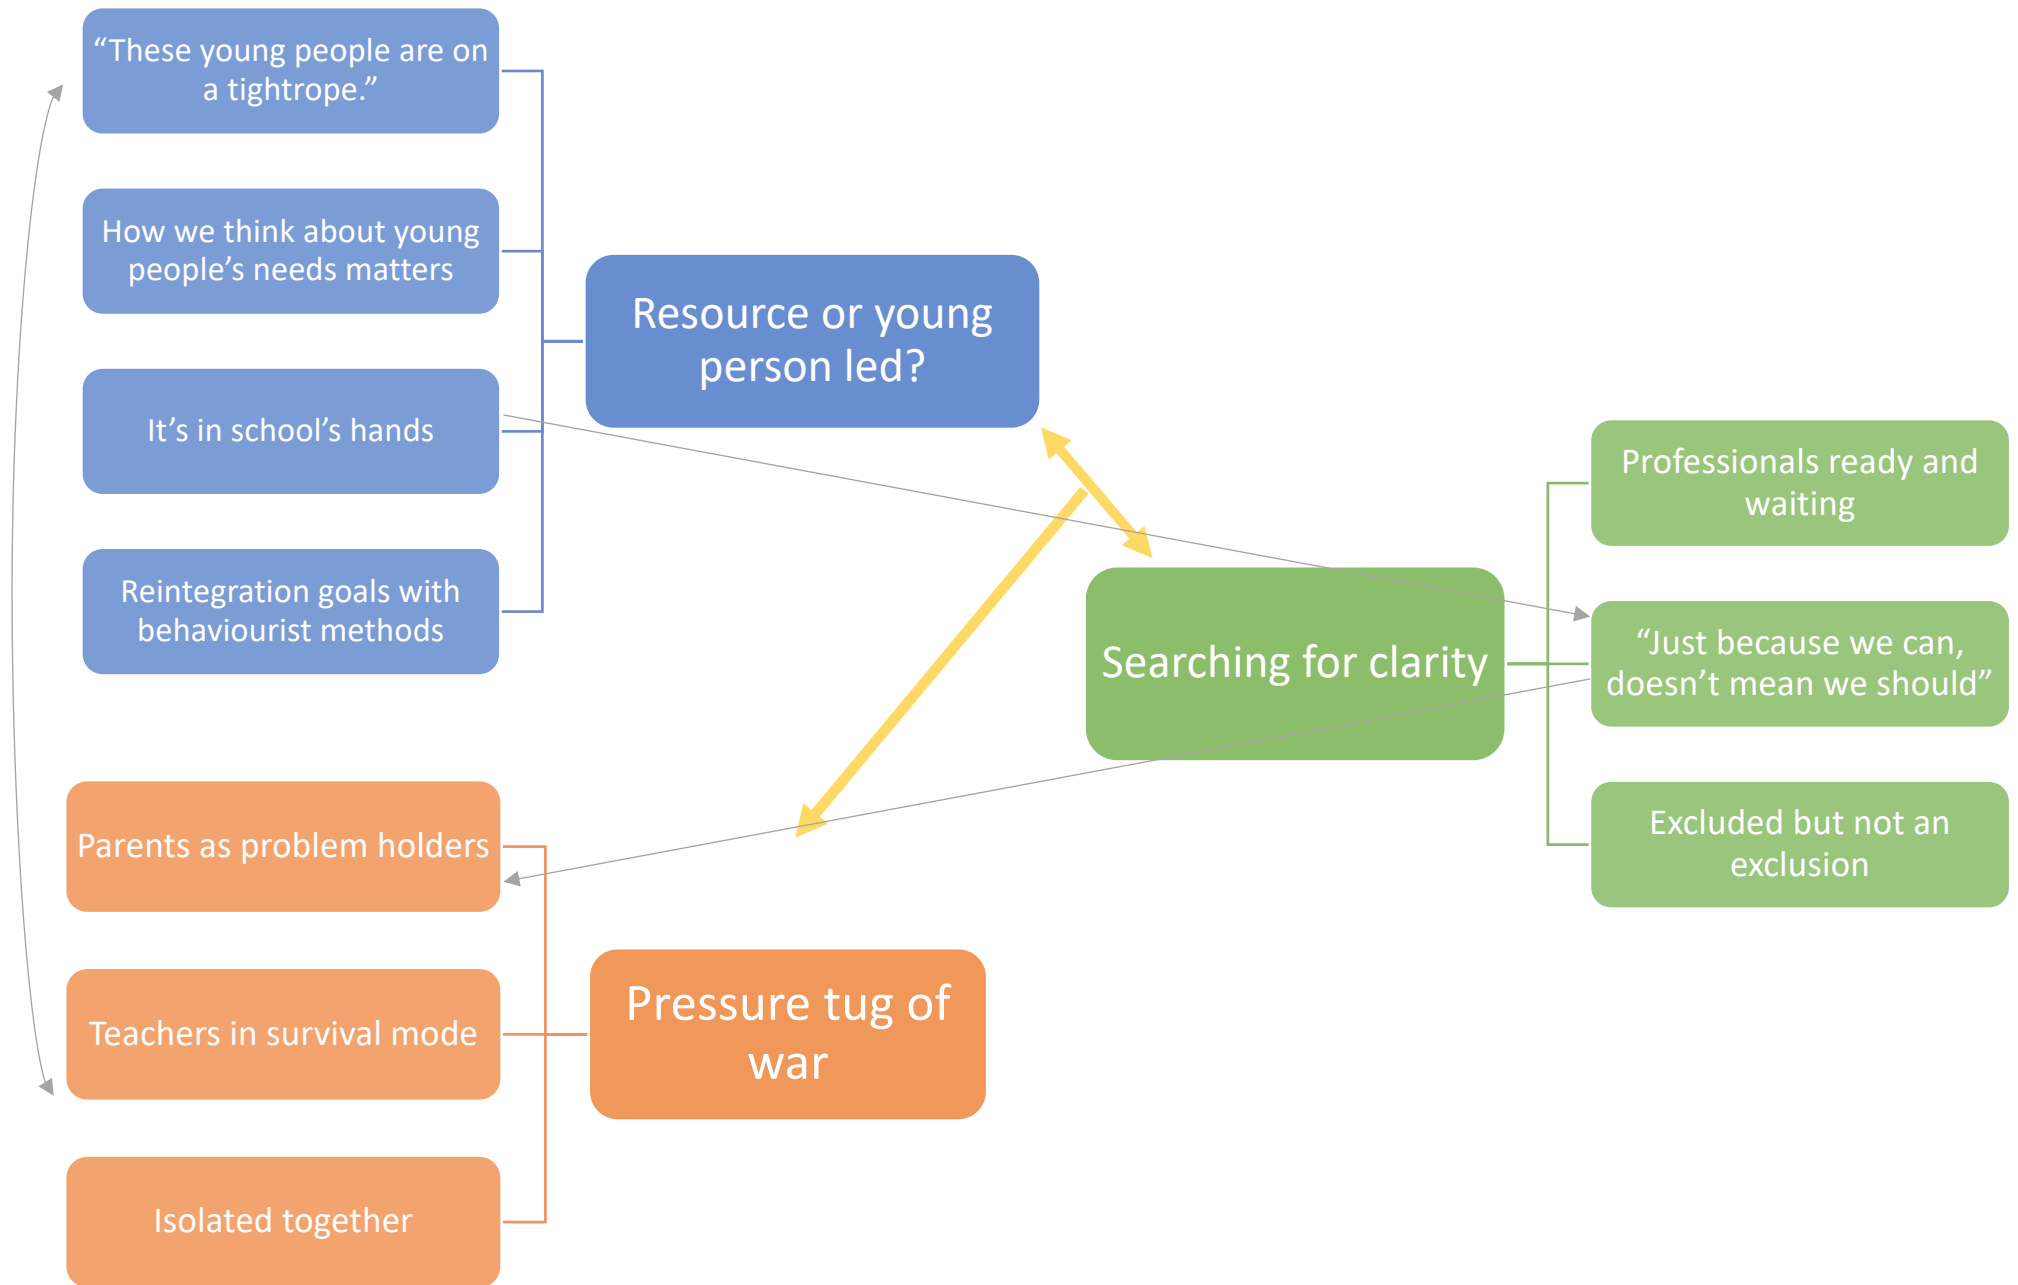 “These young people are on
a tightrope.”
How we think about young
people’s needs matters
It’s in school’s hands
Reintegration goals with
behaviourist methods
Resource or young
person led?
Professionals ready and
waiting
“Just because we can,
doesn’t mean we should”
Excluded but not an
exclusion
Searching for clarity
Parents as problem holders
Teachers in survival mode
Isolated together
Pressure tug of
war